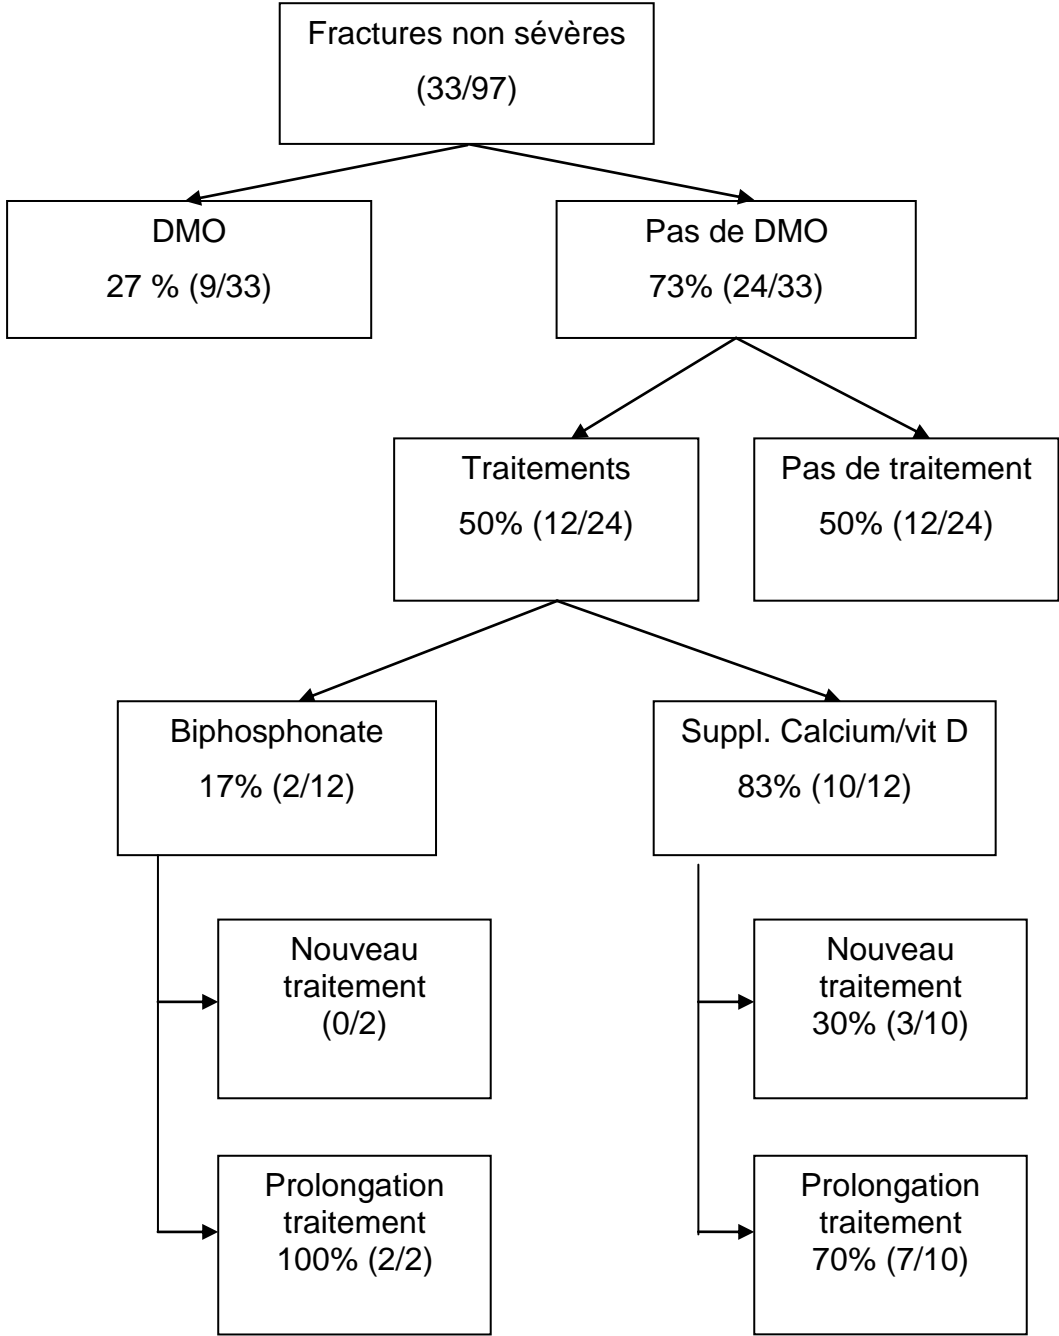 Fractures non sévères
(33/97)
DMO
27 % (9/33)
Pas de DMO
73% (24/33)
Traitements
50% (12/24)
Pas de traitement
50% (12/24)
Biphosphonate
17% (2/12)
Suppl. Calcium/vit D
83% (10/12)
Nouveau
traitement
(0/2)
Nouveau
traitement
30% (3/10)
Prolongation
traitement
100% (2/2)
Prolongation
traitement
70% (7/10)